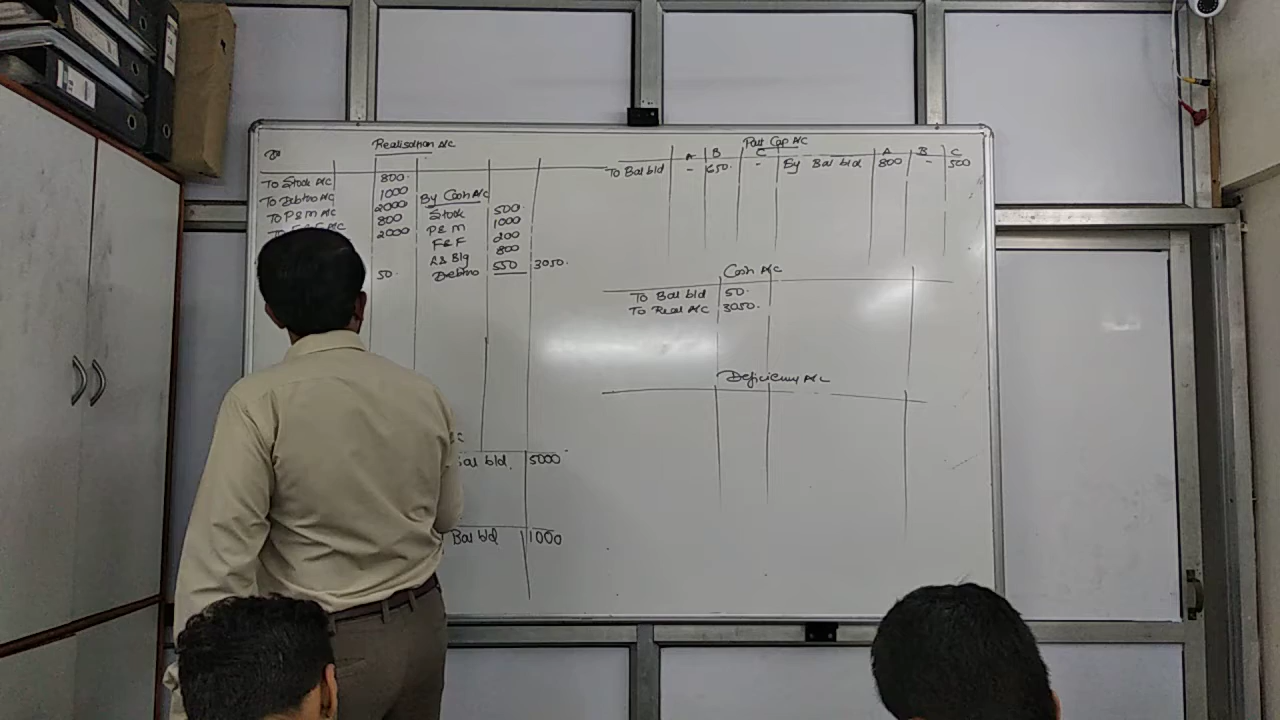 Realisation A/c
To Stock A/c 800
To Debtors A/c 1000
To P&M A/c 2000
800
2000
50
By Cash A/c
Stock 500
P&M 1000
F&F 200
L&Blg 800
Debtors 550 3050
bal b/d. 5000
Bal b/d 1000
Part Cap A/c
A B C A B C
To Bal b/d - 650 - By Bal b/d 800 - 500
Cash A/c
To Bal b/d 50
To Real A/c 3050
Deficiency A/c